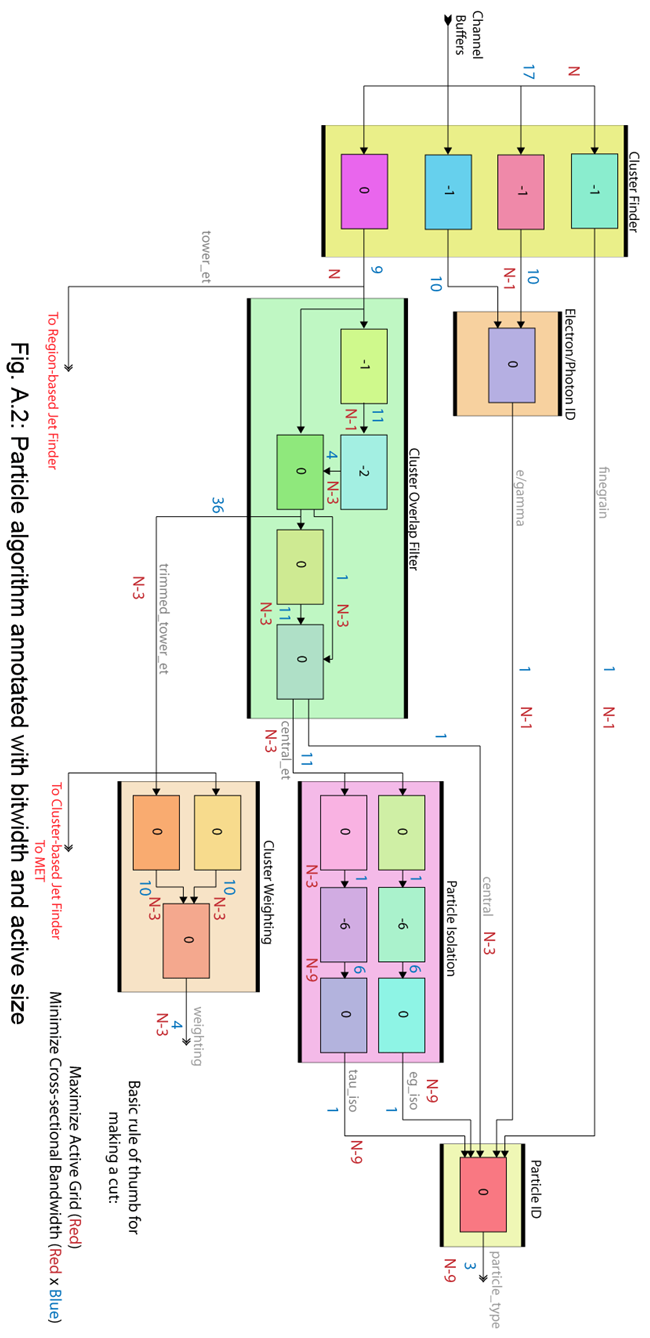 Channel
Buffers
17
N
Cluster Finder
-1
-1
-1
0
10
N-1
10
9
N
tower_et
To Region-based Jet Finder
Electron/Photon ID
0
e/gamma
1
N-1
finegrain
1
N-1
Cluster Overlap Filter
-1
11
N-1
-2
4
N-3
0
0
11
N-3
1
N-3
0
36
trimmed_tower_et
N-3
central_et
N-3
11
1
central
N-3
To Cluster-based Jet Finder
To MET
Cluster Weighting
0
0
10
N-3
10
N-3
0
weighting
4
N-3
Particle Isolation
0
1
-6
6
0
0
N-3
1
-6
N-9
6
0
eg_iso
1
N-9
tau_iso
1
N-9
Particle ID
0
particle_type
3
N-9
Basic rule of thumb for
making a cut:
Maximize Active Grid (Red)
Minimize Cross-sectional Bandwidth (Red x Blue)
Fig. A.2: Particle algorithm annotated with bitwidth and active size